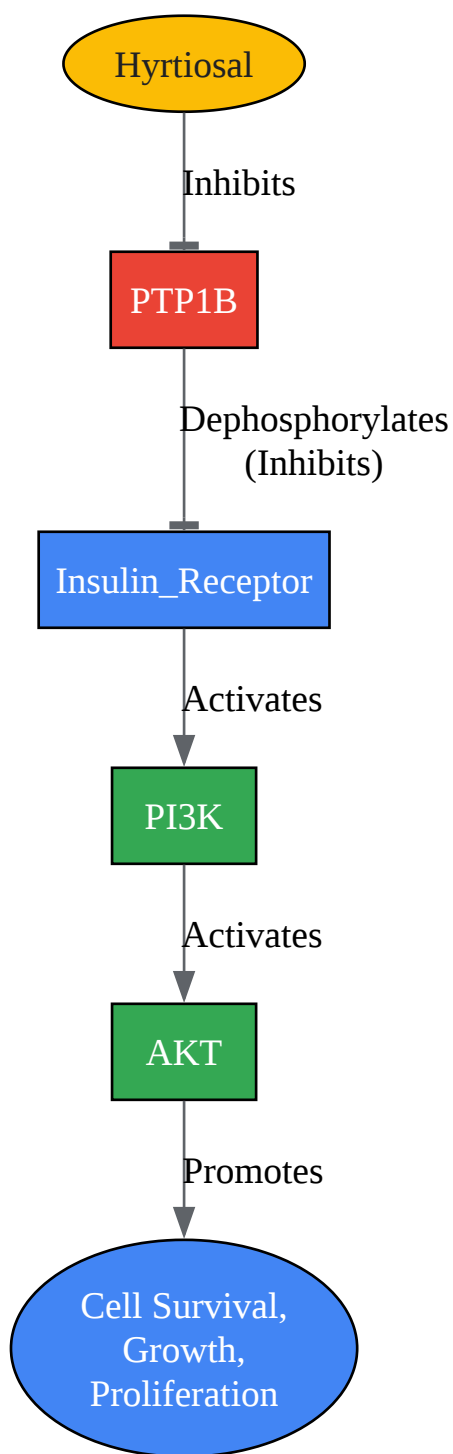 Hyrtiosal
Inhibits
PTP1B
Dephosphorylates
(Inhibits)
Insulin_Receptor
Activates
PI3K
Activates
AKT
Promotes
Cell Survival,
Growth,
Proliferation